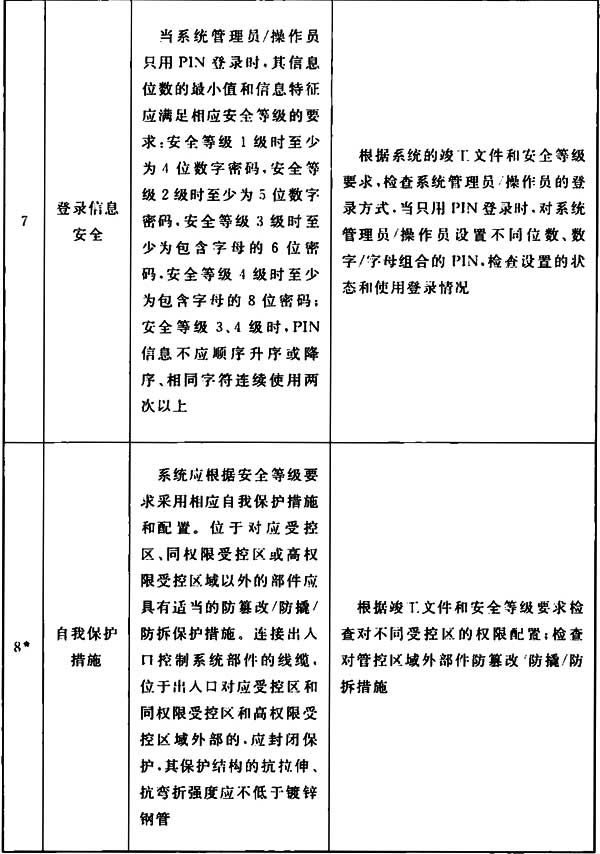 7
登录信息
安全
当系统管理员/操作员
只用 PIN 登录时,其信息
位数的最小值和信息特征
应满足相应安全等级的要
求:安全等级 1 级时至少
为 4 位数字密码,安全等
级 2 级时至少为 5 位数字
密码,安全等级 3 级时至
少为包含字母的 6 位密
码,安全等级 4 级时至少
为包含字母的 8 位密码;
安全等级 3、4 级时,PIN
信息不应顺序升序或降
序、相同字符连续使用两
次以上
根据系统的竣工文件和安全等级
要求,检查系统管理员/操作员的登
录方式,当只用 PIN 登录时,对系统
管理员/操作员设置不同位数、数
字/字母组合的 PIN,检查设置的状
态和使用登录情况
8*
自我保护
措施
系统应根据安全等级要
求采用相应自我保护措施
和配置。位于对应受控
区、同权限受控区或高权
限受控区域以外的部件应
具有适当的防篡改/防撬/
防拆保护措施。连接出入
口控制系统部件的线缆,
位于出入口对应受控区和
同权限受控区和高权限受
控区域外部的,应封闭保
护,其保护结构的抗拉伸、
抗弯折强度应不低于镀锌
钢管
根据竣工文件和安全等级要求检
查对不同受控区的权限配置;检查
对管控区域外部件防篡改/防撬/防
拆措施